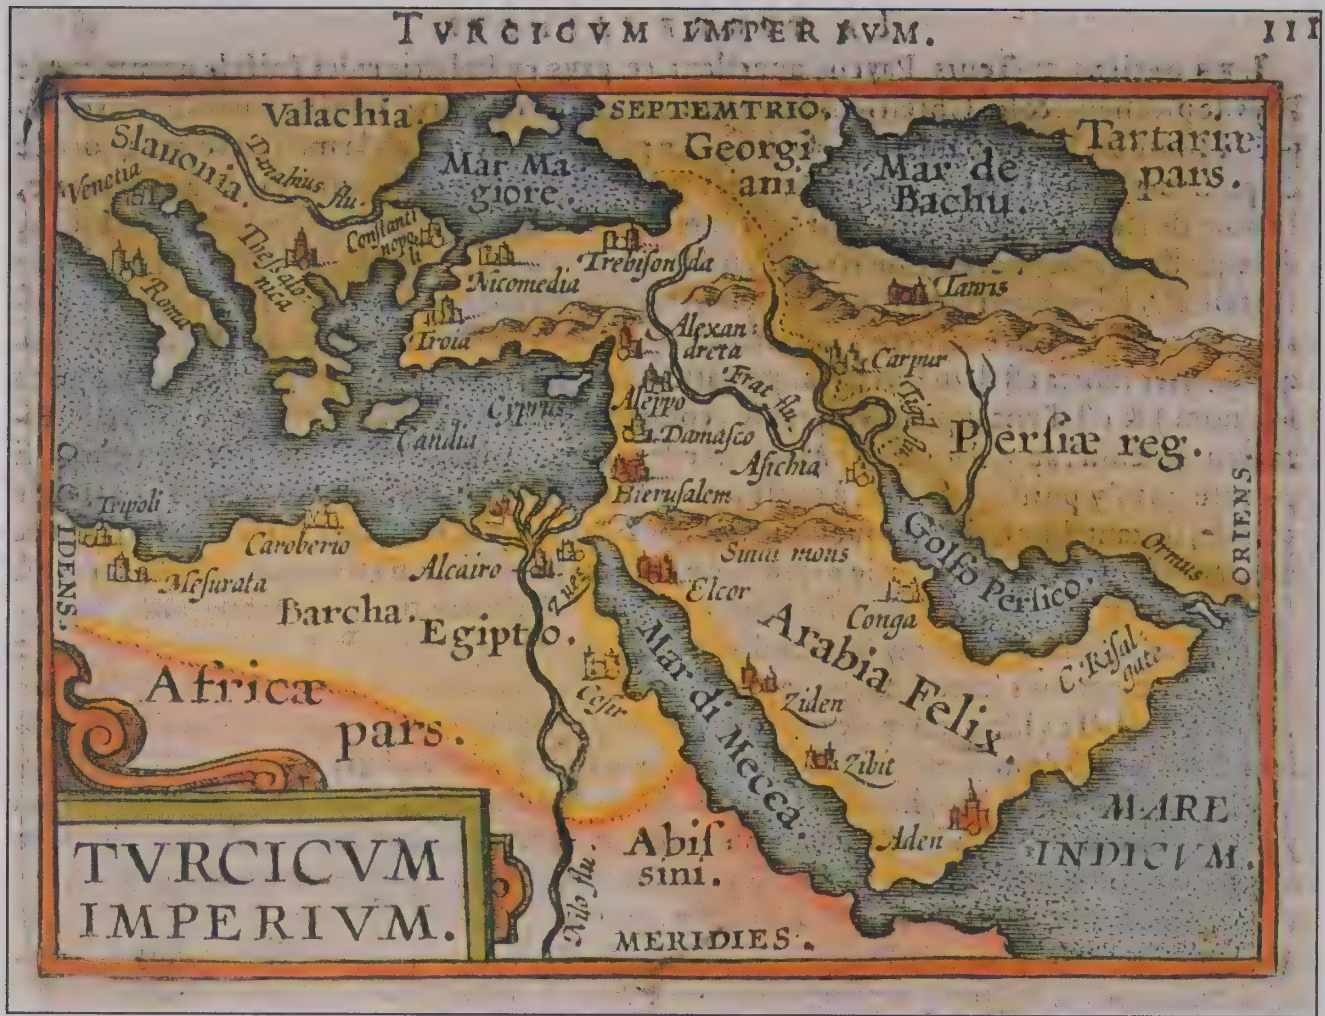 TVRCICVM IMPERIVM.
III
Valachia.
SEPTEMTRIO.
Slauonia.
Danubius flu.
Mar Ma
giore.
Georgi
ani
Mar de
Bachu.
Tartariæ
pars.
Venetia
Constanti
nopo
li
Thessalo-
nica
Roma
Nicomedia
Trebisonda
Tauris
Troia
Alexan:
dreta
Carpur
Frat flu.
Aleppo
Cyprus
Candia
Damasco
Persiæ reg.
Asichia
Hierusalem
OCCIDENS.
ORIENS.
Tripoli
Caroberio
Mesurata
Alcairo
Zues
Sinai mons
Golfo Persico.
Ormus
Elcor
Conga
Barcha.
Egipto.
Arabia Felix.
C. Risal-
gate
Africæ
pars.
Cosir
Mar di Mecca.
Ziden
Zibit
Aden
MARE
INDICVM.
Abis:
sini.
Nilo flu.
MERIDIES.
TVRCICVM
IMPERIVM.